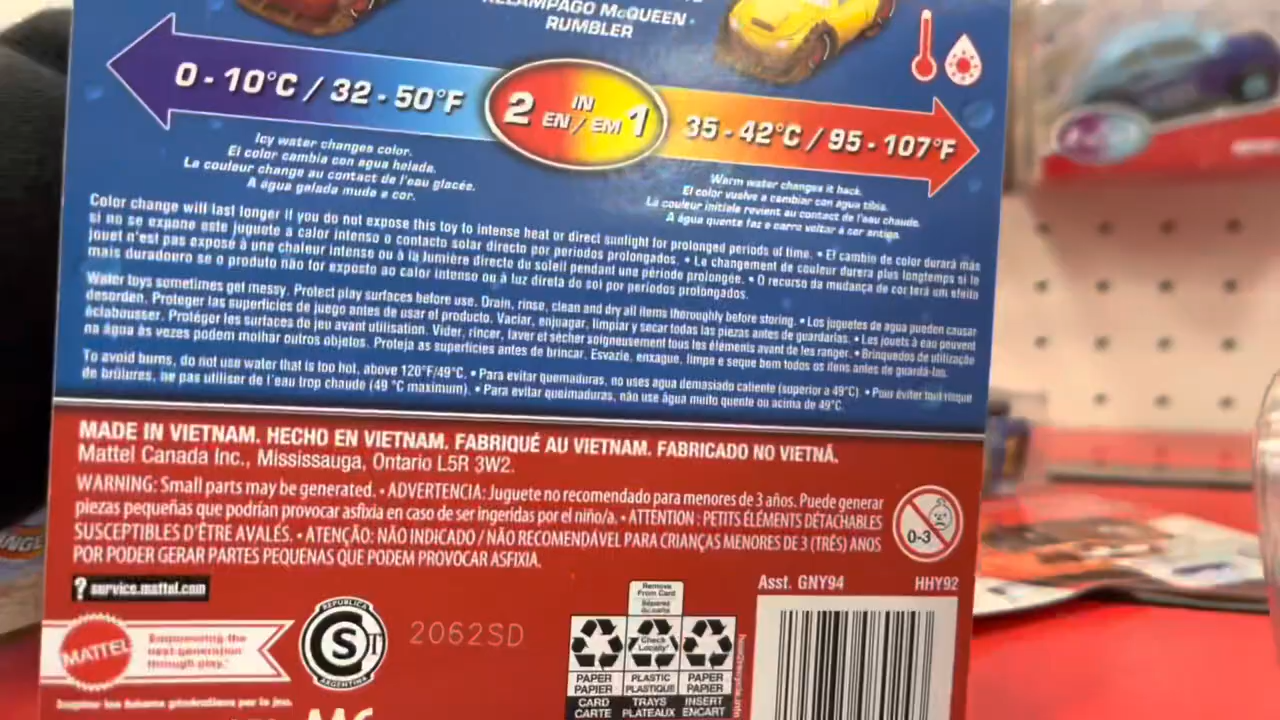 RELAMPAGO McQUEEN •
RUMBLER
0 - 10°C / 32 - 50°F
2 IN EN / EM 1
35 - 42°C / 95 - 107°F
Icy water changes color.
El color cambia con agua helada.
La couleur change au contact de l'eau glacée.
A água gelada muda a cor.
Warm water changes it back.
El color vuelve a cambiar con agua tibia.
La couleur initiale revient au contact de l'eau chaude.
A água quente faz o carro voltar à cor antiga.
Color change will last longer if you do not expose this toy to intense heat or direct sunlight for prolonged periods of time. • El cambio de color durará más
si no se expone este juguete a calor intenso o contacto solar directo por periodos prolongados. • Le changement de couleur durera plus longtemps si le
jouet n'est pas exposé à une chaleur intense ou à la lumière directe du soleil pendant une période prolongée. • O recurso da mudança de cor terá um efeito
mais duradouro se o produto não for exposto ao calor intenso ou à luz direta do sol por períodos prolongados.
Water toys sometimes get messy. Protect play surfaces before use. Drain, rinse, clean and dry all items thoroughly before storing. • Los juguetes de agua pueden causar
desorden. Proteger las superficies de juego antes de usar el producto. Vaciar, enjuagar, limpiar y secar todas las piezas antes de guardarlas. • Les jouets à eau peuvent
éclabousser. Protéger les surfaces de jeu avant utilisation. Vider, rincer, laver et sécher soigneusement tous les éléments avant de les ranger. • Brinquedos de utilização
na água às vezes podem molhar outros objetos. Proteja as superfícies antes de brincar. Esvazie, enxague, limpe e seque bem todos os itens antes de guardá-los.
To avoid burns, do not use water that is too hot, above 120°F/49°C. • Para evitar quemaduras, no uses agua demasiado caliente (superior a 49°C) • Pour éviter tout risque
de brûlures, ne pas utiliser de l'eau trop chaude (49 °C maximum). • Para evitar queimaduras, não use água muito quente ou acima de 49°C.
MADE IN VIETNAM. HECHO EN VIETNAM. FABRIQUÉ AU VIETNAM. FABRICADO NO VIETNÃ.
Mattel Canada Inc., Mississauga, Ontario L5R 3W2.
WARNING: Small parts may be generated. • ADVERTENCIA: Juguete no recomendado para menores de 3 años. Puede generar
piezas pequeñas que podrían provocar asfixia en caso de ser ingeridas por el niño/a. • ATTENTION : PETITS ÉLÉMENTS DÉTACHABLES
SUSCEPTIBLES D'ÊTRE AVALÉS. • ATENÇÃO: NÃO INDICADO / NÃO RECOMENDÁVEL PARA CRIANÇAS MENORES DE 3 (TRÊS) ANOS
POR PODER GERAR PARTES PEQUENAS QUE PODEM PROVOCAR ASFIXIA.
0-3
? service.mattel.com
Asst. GNY94
HHY92
MATTEL
Empowering the
next generation
through play.
Inspirer les futures générations par le jeu.
REPUBLICA
S
ARGENTINA
2062SD
Remove
From Card
Séparez
de carte
Check
Locally!
PAPER
PAPIER
PLASTIC
PLASTIQUE
PAPER
PAPIER
CARD
CARTE
TRAYS
PLATEAUX
INSERT
ENCART
how2recycle.info